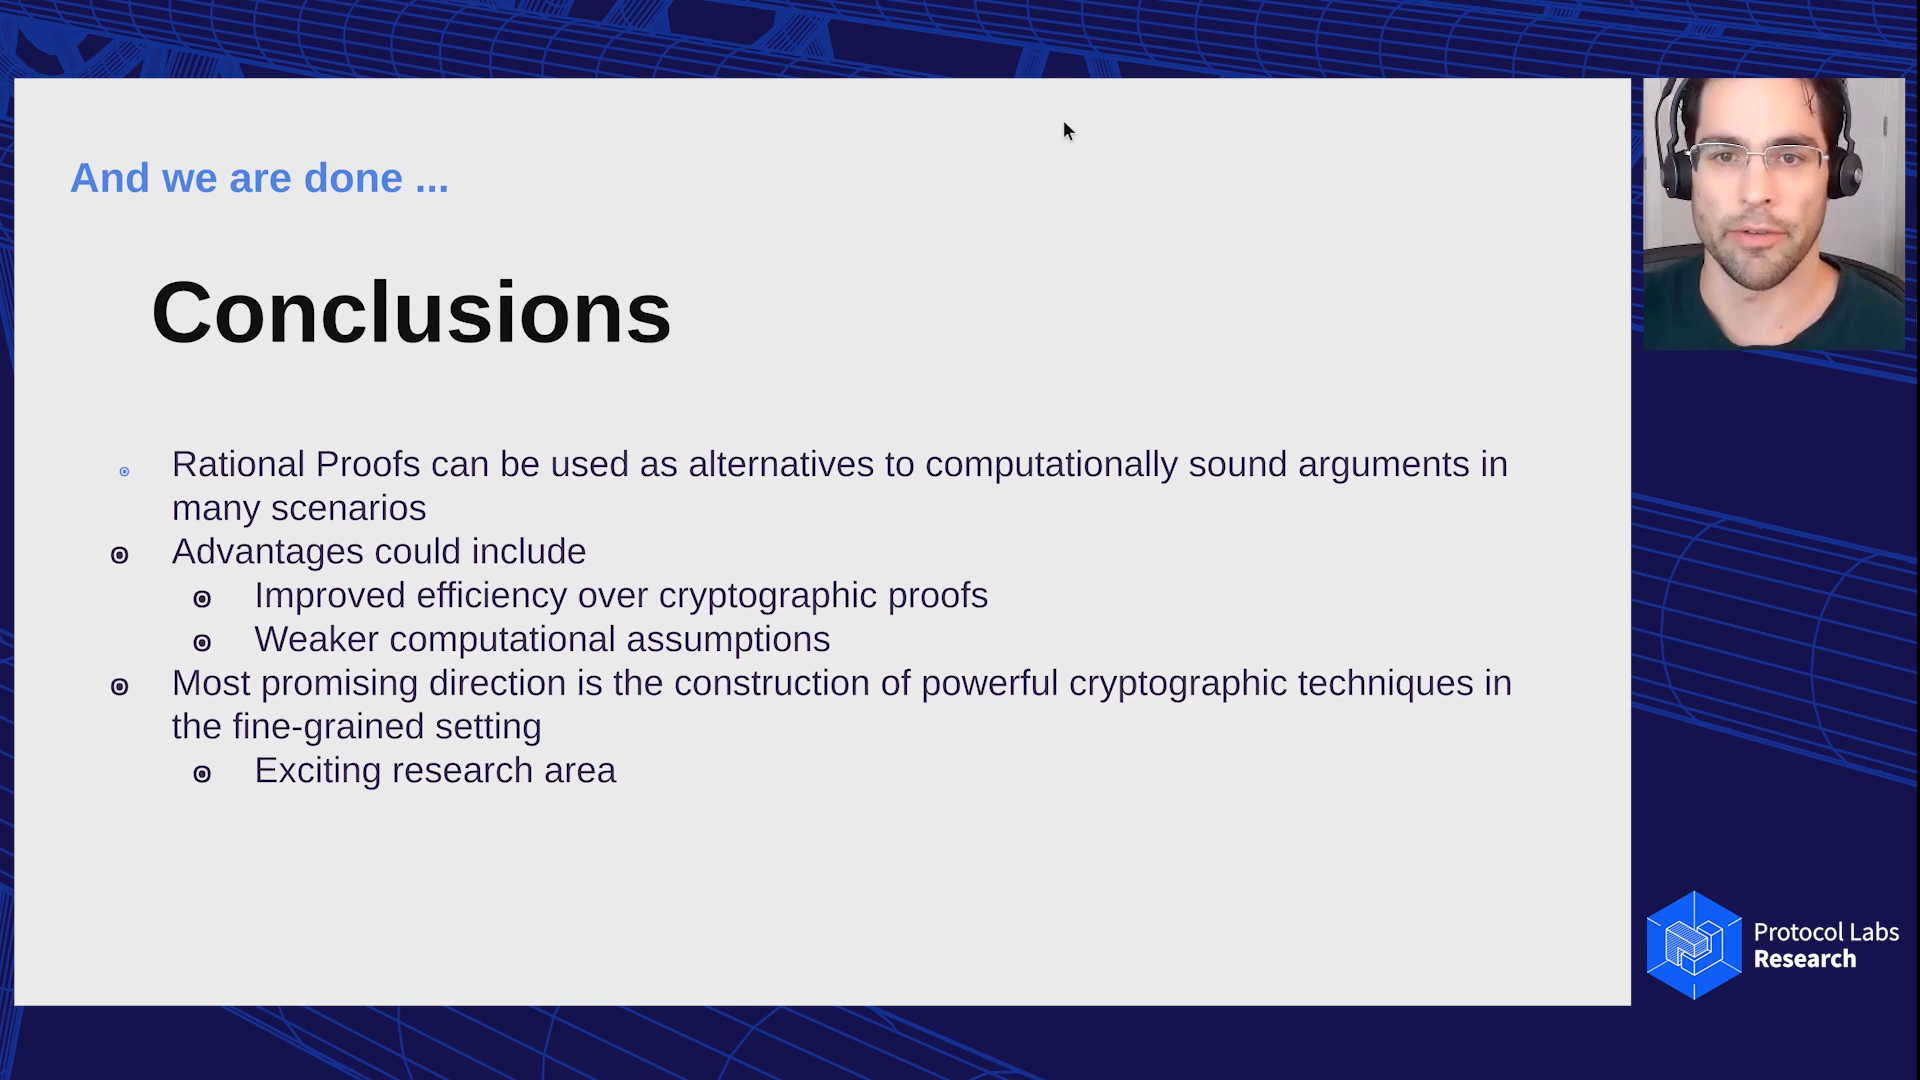 And we are done ...
Conclusions
Rational Proofs can be used as alternatives to computationally sound arguments in
many scenarios
Advantages could include
Improved efficiency over cryptographic proofs
Weaker computational assumptions
Most promising direction is the construction of powerful cryptographic techniques in
the fine-grained setting
Exciting research area
Protocol Labs
Research